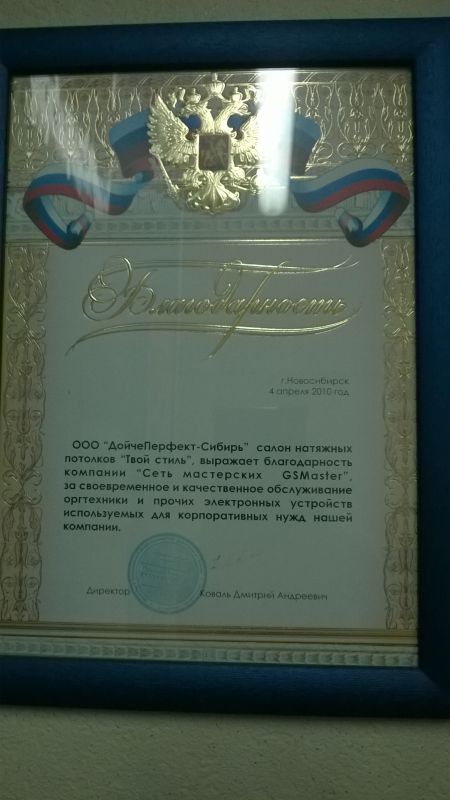 Благодарность
г.Новосибирск
4 апреля 2010 год
ООО "ДойчеПерфект-Сибирь" салон натяжных
потолков "Твой стиль", выражает благодарность
компании "Сеть мастерских GSMaster",
за своевременное и качественное обслуживание
оргтехники и прочих электронных устройств
используемых для корпоративных нужд нашей
компании.
Директор Коваль Дмитрий Андреевич